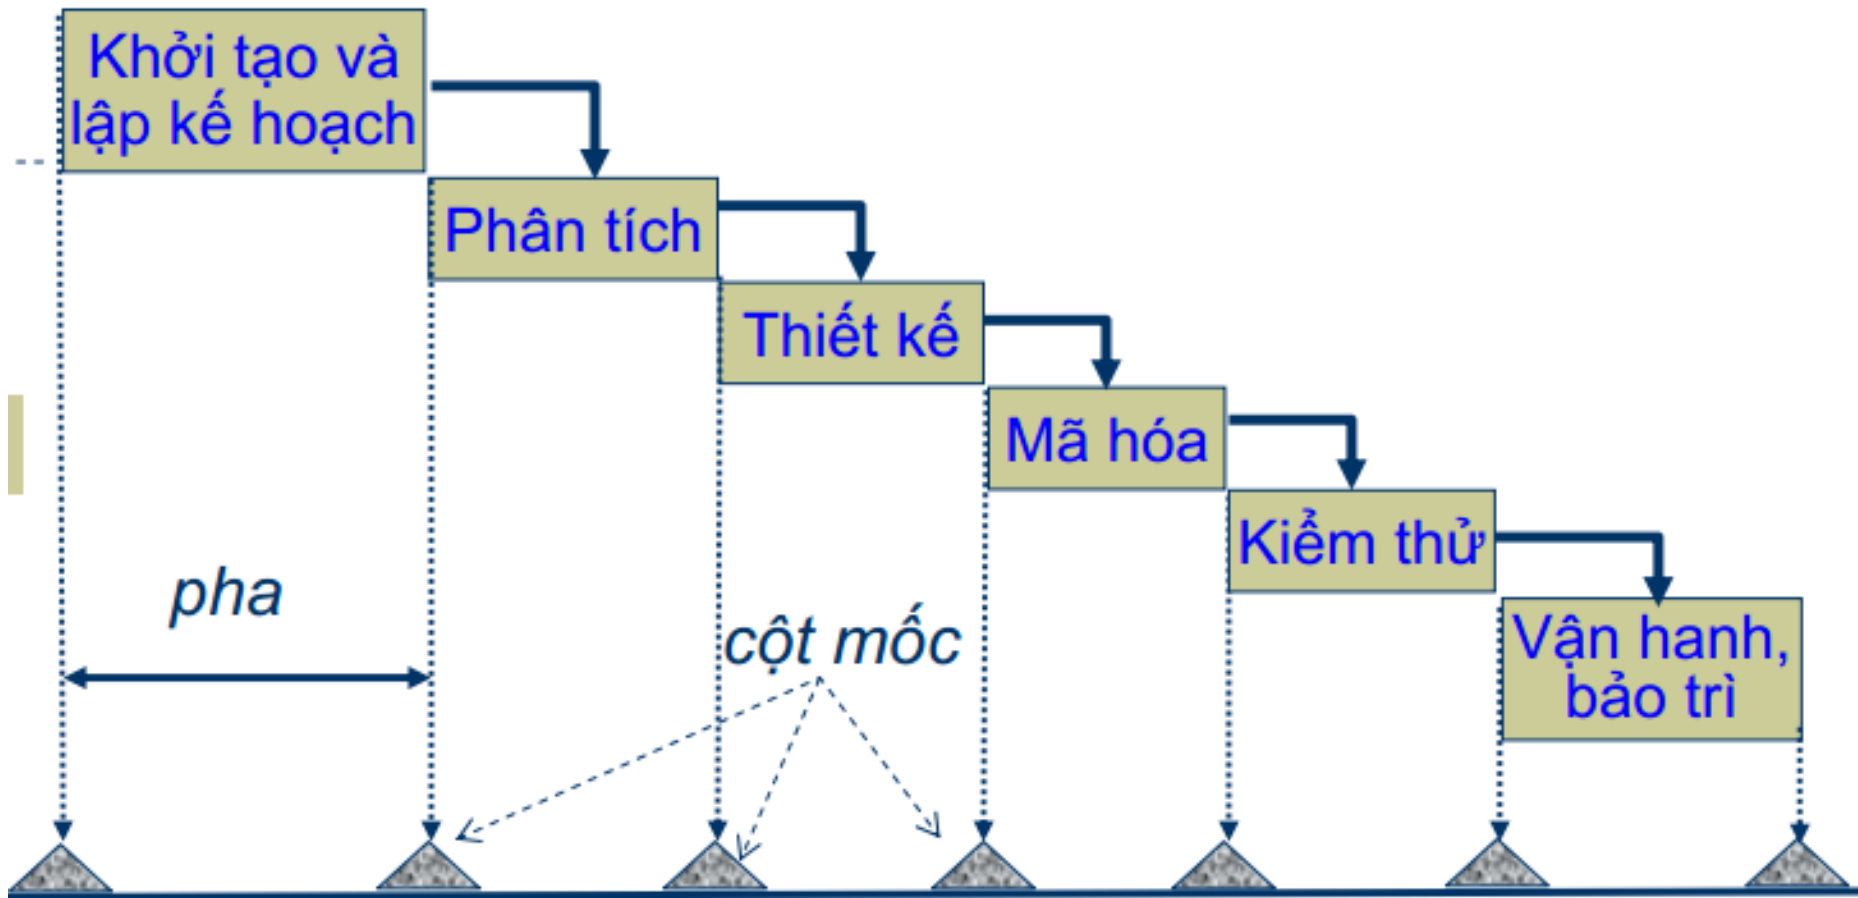 Khởi tạo và
lập kế hoạch
Phân tích
Thiết kế
Mã hóa
Kiểm thử
Vận hanh,
bảo trì
pha
cột mốc